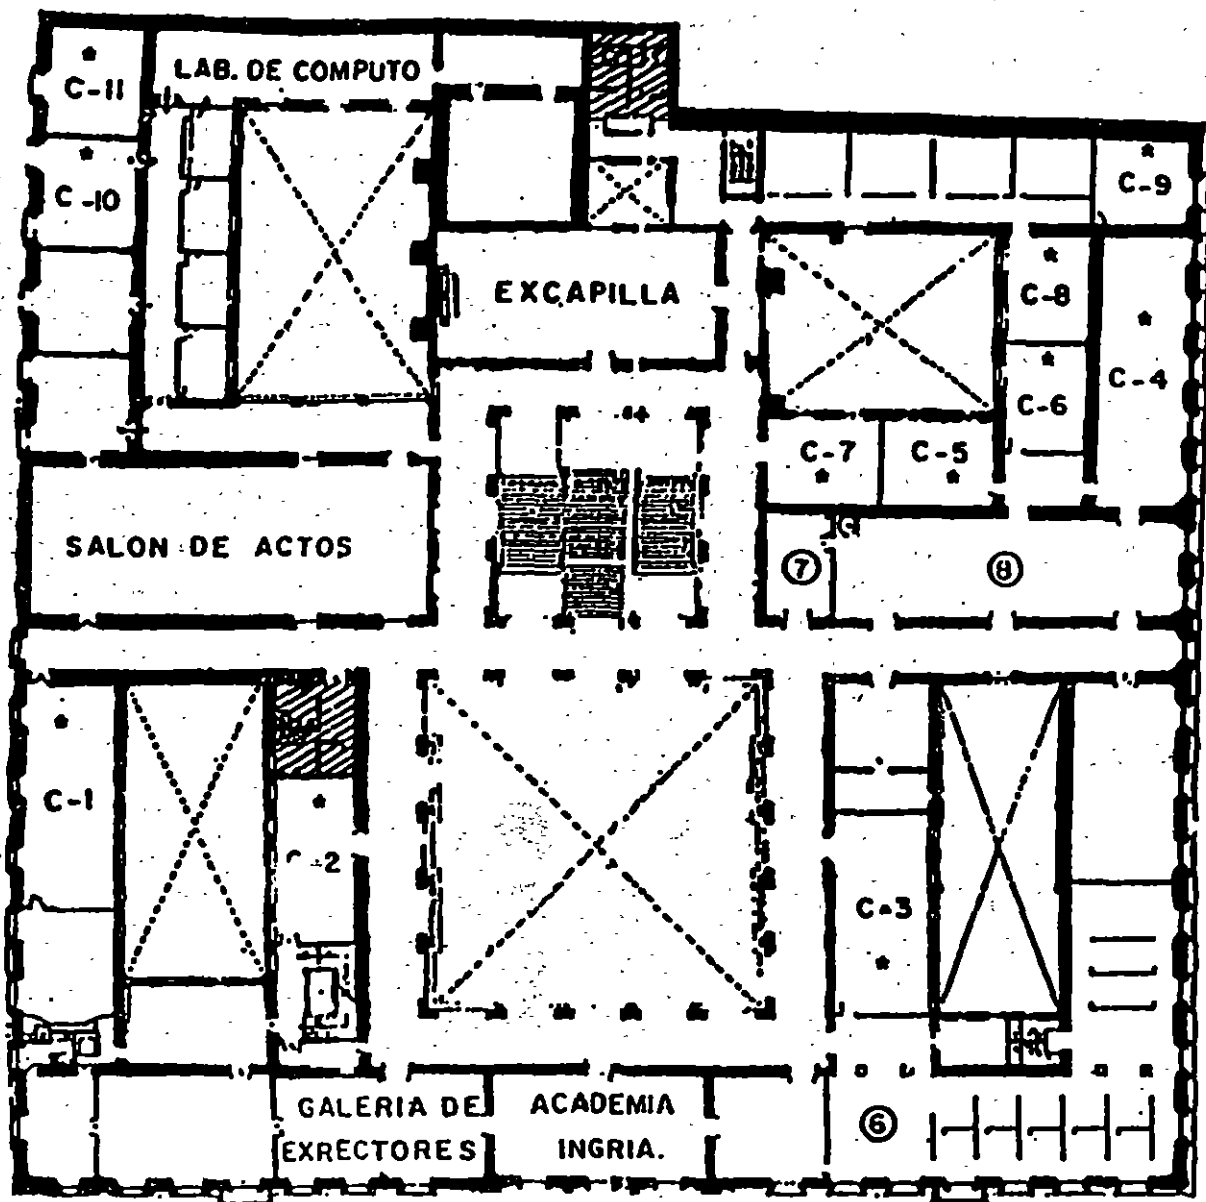 C-11
LAB. DE COMPUTO
C-10
C-9
EXCAPILLA
C-8
C-4
C-6
C-7
C-5
SALON DE ACTOS
7
8
C-1
C-2
C-3
GALERIA DE
EXRECTORES
ACADEMIA
INGRIA.
6